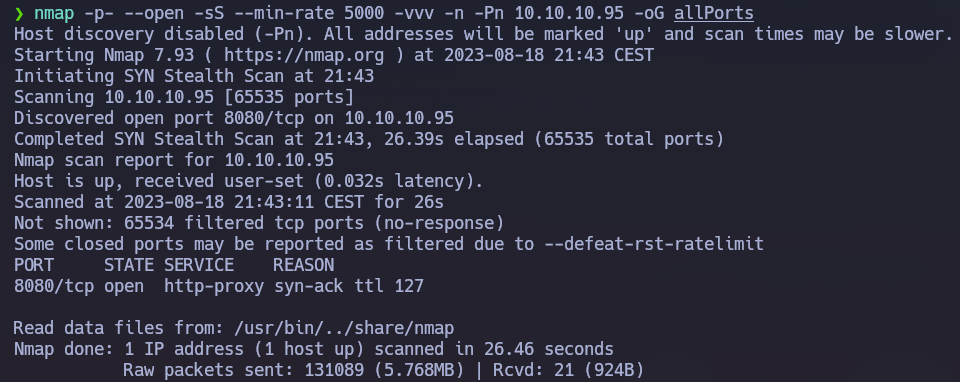 ❯ nmap -p- --open -sS --min-rate 5000 -vvv -n -Pn 10.10.10.95 -oG allPorts
Host discovery disabled (-Pn). All addresses will be marked 'up' and scan times may be slower.
Starting Nmap 7.93 ( https://nmap.org ) at 2023-08-18 21:43 CEST
Initiating SYN Stealth Scan at 21:43
Scanning 10.10.10.95 [65535 ports]
Discovered open port 8080/tcp on 10.10.10.95
Completed SYN Stealth Scan at 21:43, 26.39s elapsed (65535 total ports)
Nmap scan report for 10.10.10.95
Host is up, received user-set (0.032s latency).
Scanned at 2023-08-18 21:43:11 CEST for 26s
Not shown: 65534 filtered tcp ports (no-response)
Some closed ports may be reported as filtered due to --defeat-rst-ratelimit
PORT     STATE SERVICE    REASON
8080/tcp open  http-proxy syn-ack ttl 127
Read data files from: /usr/bin/../share/nmap
Nmap done: 1 IP address (1 host up) scanned in 26.46 seconds
Raw packets sent: 131089 (5.768MB) | Rcvd: 21 (924B)